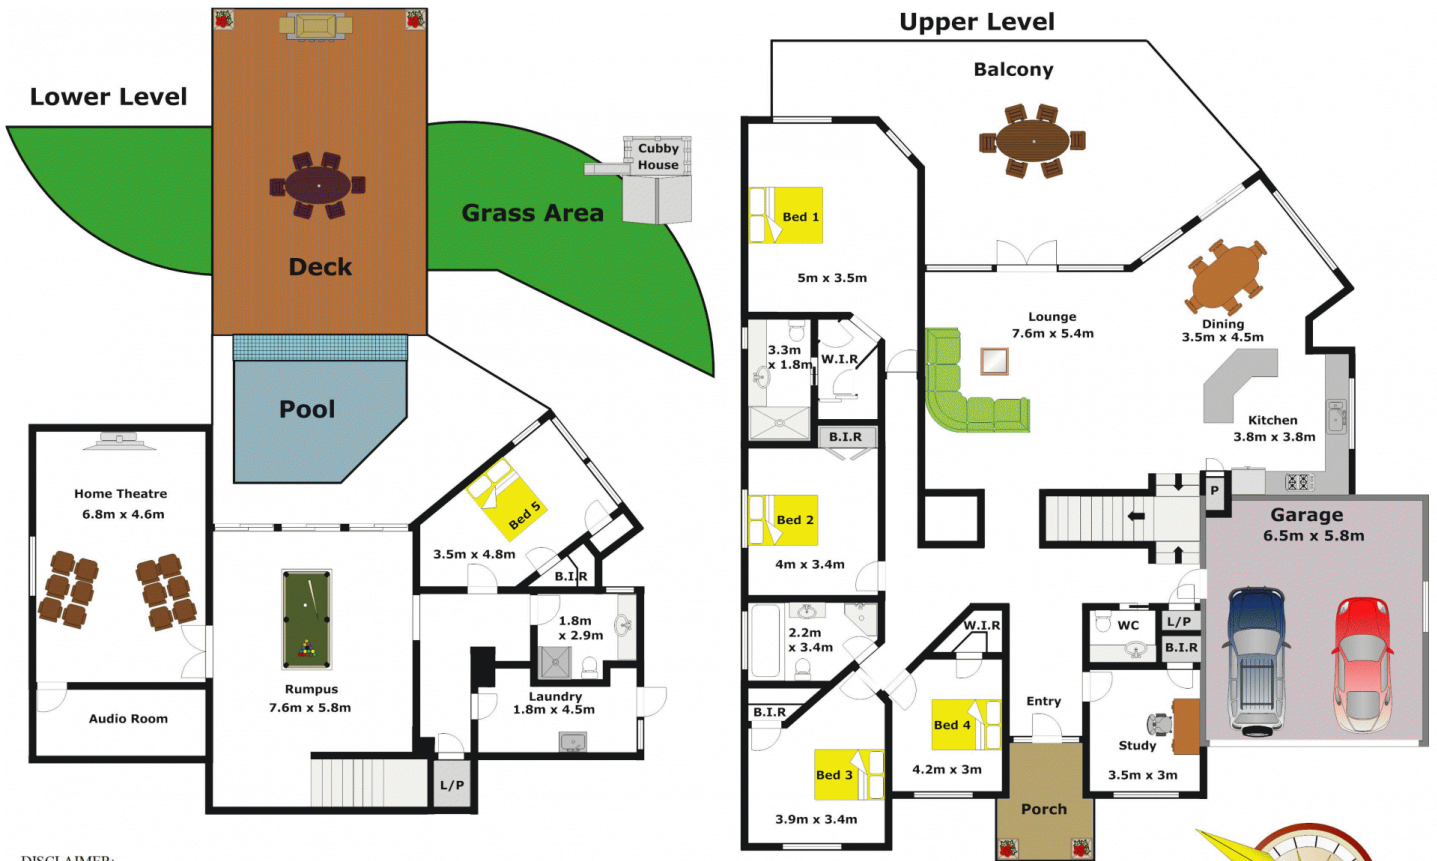 Upper Level
Balcony
Lower Level
Cubby
House
Grass Area
Deck
Pool
Home Theatre
6.8m x 4.6m
Bed 5
3.5m x 4.8m
B.I.R
1.8m
x 2.9m
Rumpus
7.6m x 5.8m
Laundry
1.8m x 4.5m
Audio Room
L/P
Bed 1
5m x 3.5m
Lounge
7.6m x 5.4m
Dining
3.5m x 4.5m
3.3m
x 1.8m
W.I.R
B.I.R
Kitchen
3.8m x 3.8m
P
Garage
6.5m x 5.8m
Bed 2
4m x 3.4m
2.2m
x 3.4m
W.I.R
WC
L/P
B.I.R
B.I.R
Bed 4
4.2m x 3m
Entry
Study
3.5m x 3m
Bed 3
3.9m x 3.4m
Porch
DISCLAIMER: